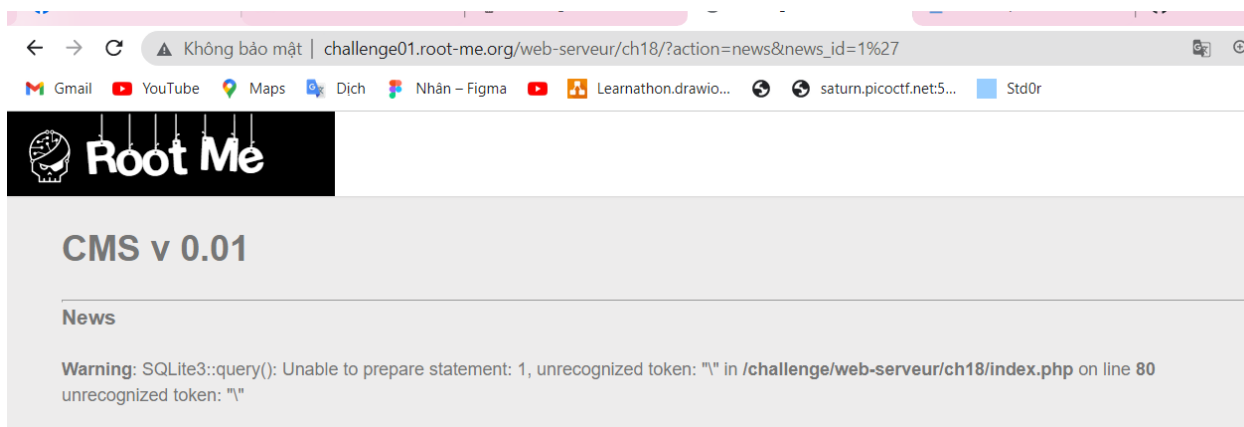 Không bảo mật | challenge01.root-me.org/web-serveur/ch18/?action=news&news_id=1%27
Gmail YouTube Maps Dịch Nhân – Figma Learnathon.drawio... saturn.picoctf.net:5... Std0r
Root Me
CMS v 0.01
News
Warning: SQLite3::query(): Unable to prepare statement: 1, unrecognized token: "\" in /challenge/web-serveur/ch18/index.php on line 80
unrecognized token: "\"